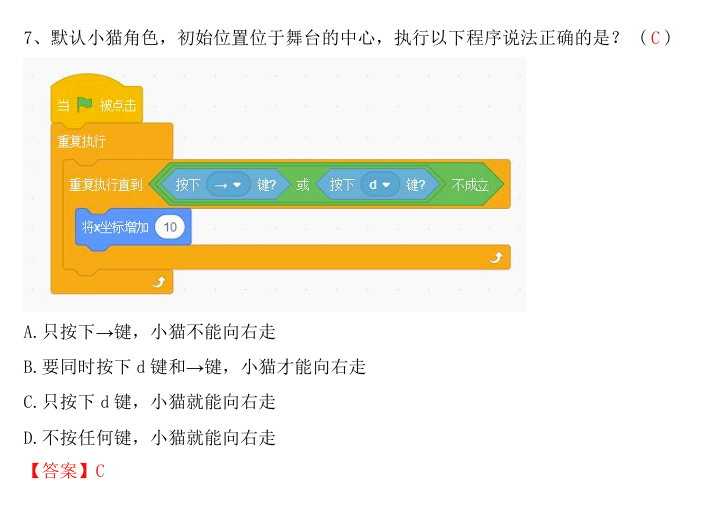 7、默认小猫角色，初始位置位于舞台的中心，执行以下程序说法正确的是？（ C ）
当 被点击
重复执行
重复执行直到 按下 → 键? 或 按下 d 键? 不成立
将x坐标增加 10
A.只按下→键，小猫不能向右走
B.要同时按下 d 键和→键，小猫才能向右走
C.只按下 d 键，小猫就能向右走
D.不按任何键，小猫就能向右走
【答案】C